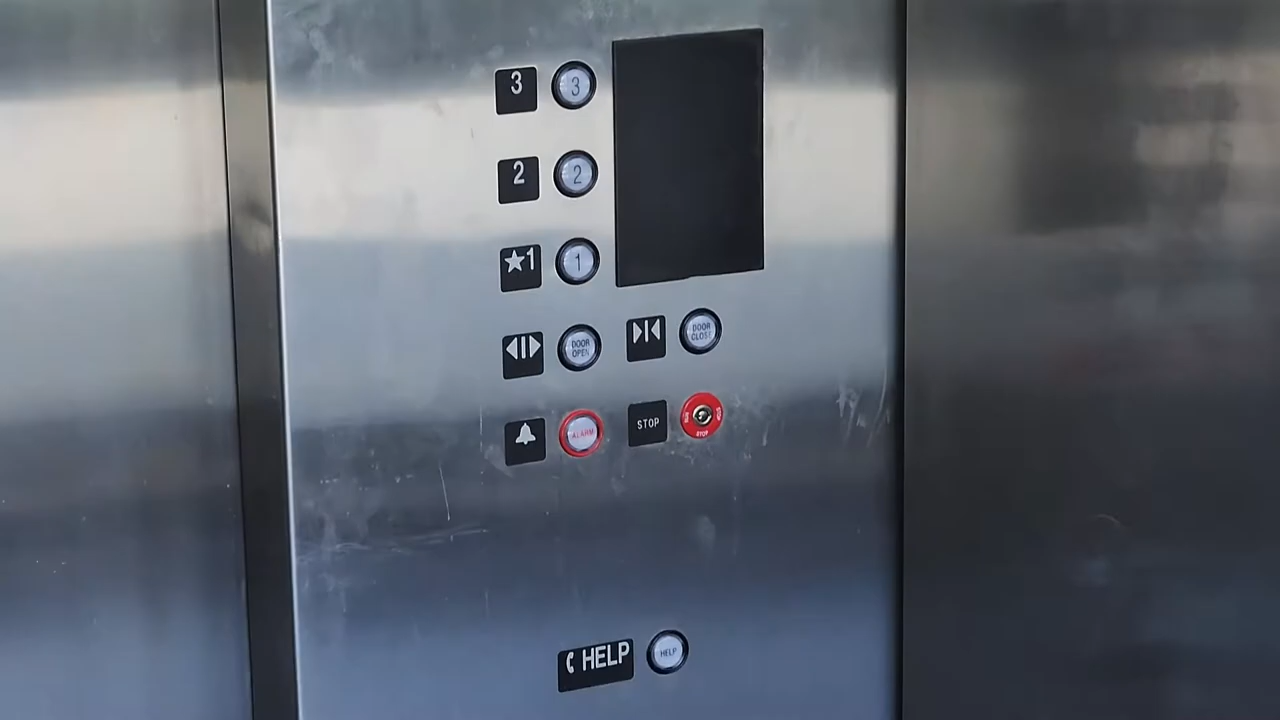 3 3
2 2
★1 1
DOOR
OPEN
DOOR
CLOSE
ALARM
STOP
STOP
HELP HELP